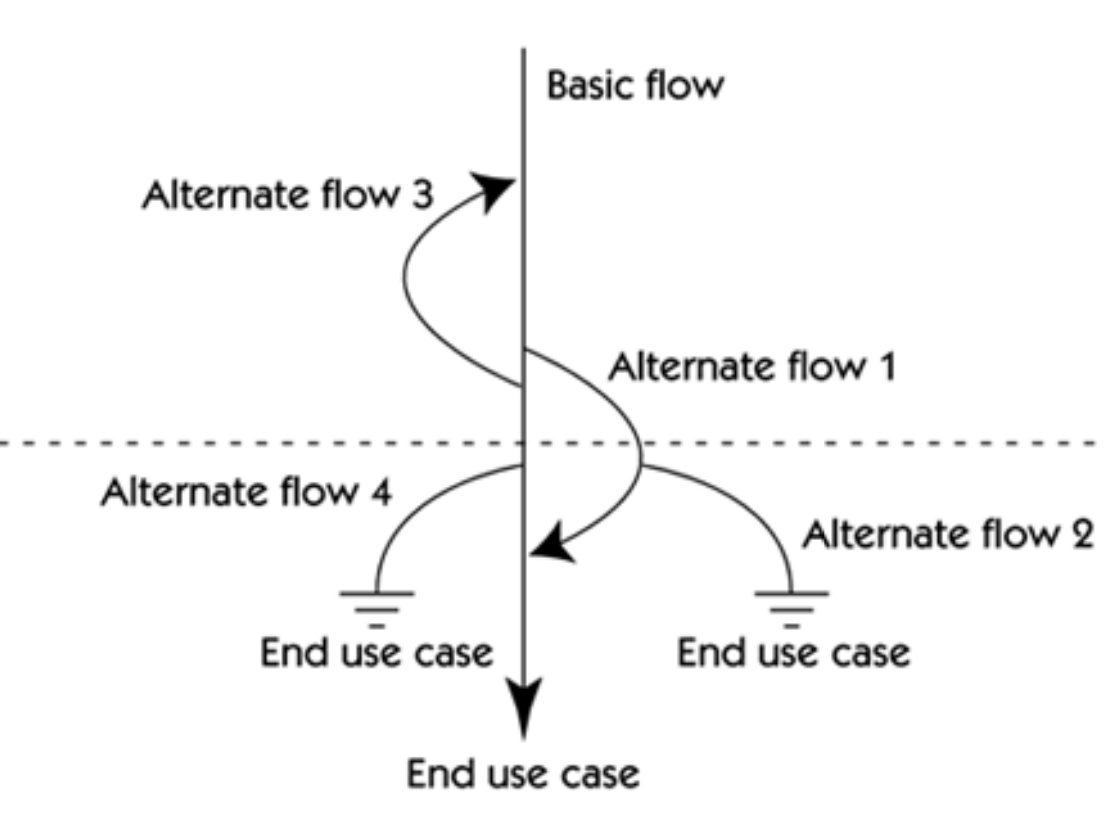 Basic flow
Alternate flow 3
Alternate flow 1
Alternate flow 4
Alternate flow 2
End use case
End use case
End use case